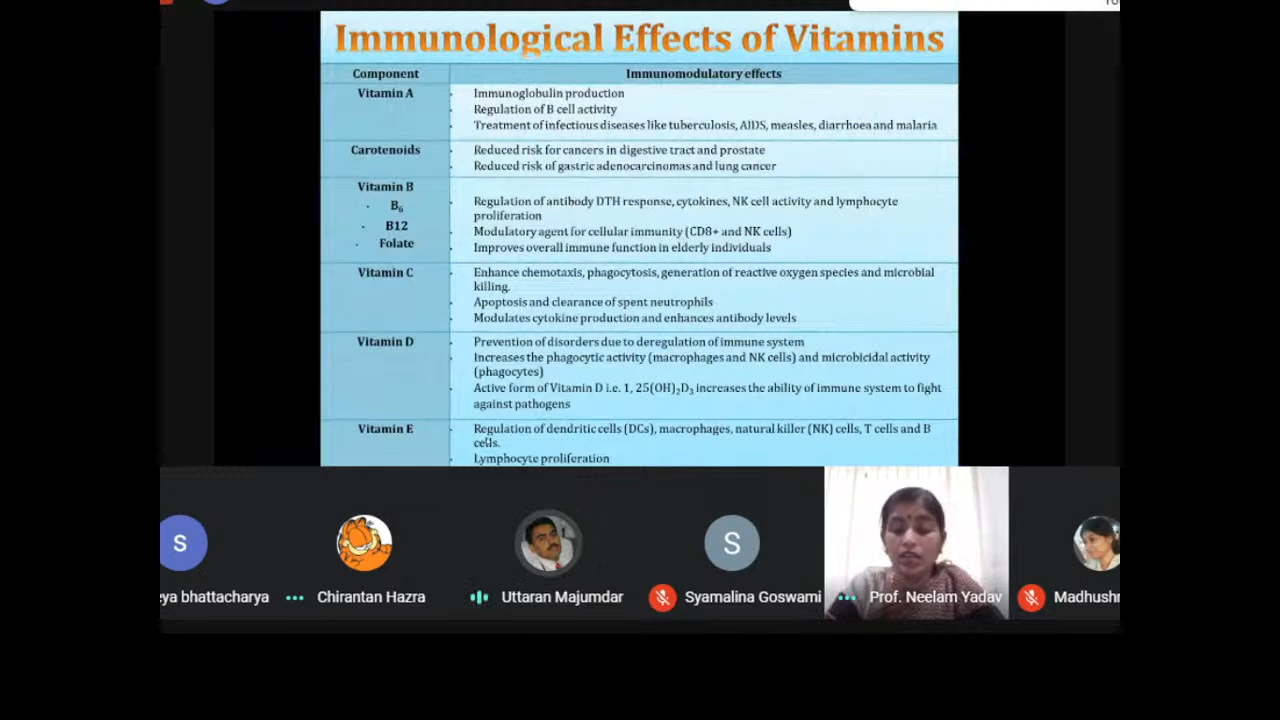 Immunological Effects of Vitamins
Component
Immunomodulatory effects
Vitamin A
Immunoglobulin production
Regulation of B cell activity
Treatment of infectious diseases like tuberculosis, AIDS, measles, diarrhoea and malaria
Carotenoids
Reduced risk for cancers in digestive tract and prostate
Reduced risk of gastric adenocarcinomas and lung cancer
Vitamin B
B6
B12
Folate
Regulation of antibody DTH response, cytokines, NK cell activity and lymphocyte
proliferation
Modulatory agent for cellular immunity (CD8+ and NK cells)
Improves overall immune function in elderly individuals
Vitamin C
Enhance chemotaxis, phagocytosis, generation of reactive oxygen species and microbial
killing.
Apoptosis and clearance of spent neutrophils
Modulates cytokine production and enhances antibody levels
Vitamin D
Prevention of disorders due to deregulation of immune system
Increases the phagocytic activity (macrophages and NK cells) and microbicidal activity
(phagocytes)
Active form of Vitamin D i.e. 1, 25(OH)2D3 increases the ability of immune system to fight
against pathogens
Vitamin E
Regulation of dendritic cells (DCs), macrophages, natural killer (NK) cells, T cells and B
cells.
Lymphocyte proliferation
S
S
eya bhattacharya
Chirantan Hazra
Uttaran Majumdar
Syamalina Goswami
Prof. Neelam Yadav
Madhushr